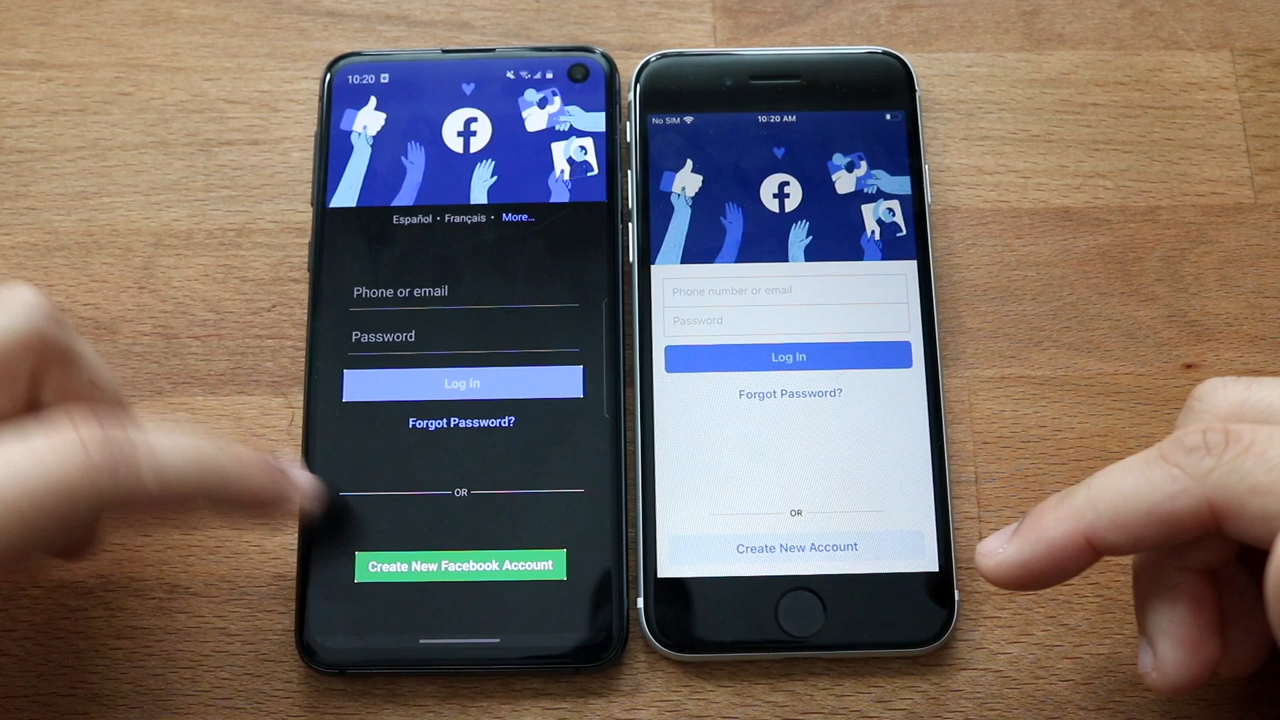 10:20
Español • Français • More...
Phone or email
Password
Log In
Forgot Password?
OR
Create New Facebook Account
No SIM 10:20 AM
Phone number or email
Password
Log In
Forgot Password?
OR
Create New Account